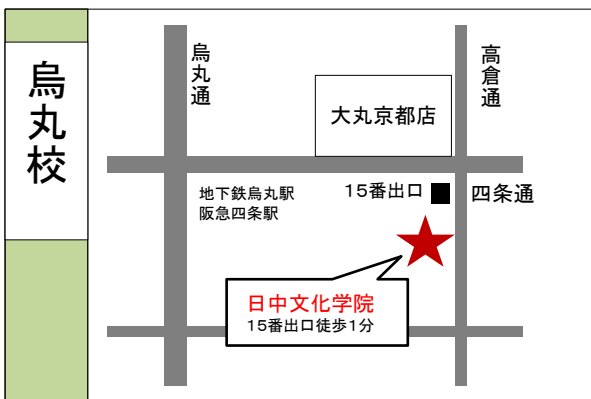 烏丸校
烏丸通
高倉通
大丸京都店
地下鉄烏丸駅
阪急四条駅
15番出口
四条通
日中文化学院
15番出口徒歩1分